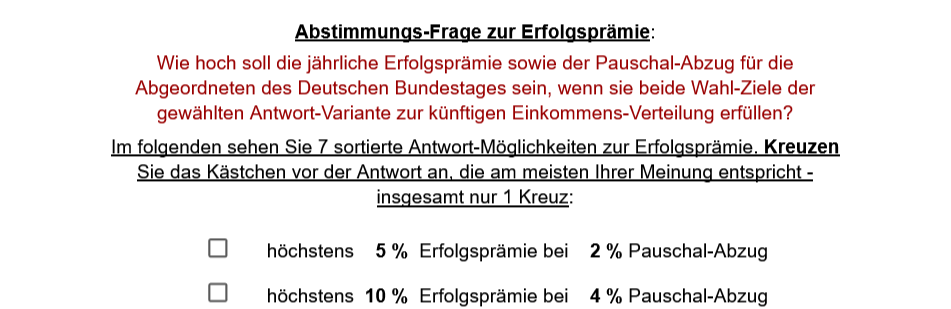 Abstimmungs-Frage zur Erfolgsprämie:
Wie hoch soll die jährliche Erfolgsprämie sowie der Pauschal-Abzug für die
Abgeordneten des Deutschen Bundestages sein, wenn sie beide Wahl-Ziele der
gewählten Antwort-Variante zur künftigen Einkommens-Verteilung erfüllen?
Im folgenden sehen Sie 7 sortierte Antwort-Möglichkeiten zur Erfolgsprämie. Kreuzen
Sie das Kästchen vor der Antwort an, die am meisten Ihrer Meinung entspricht -
insgesamt nur 1 Kreuz:
höchstens 5 % Erfolgsprämie bei 2 % Pauschal-Abzug
höchstens 10 % Erfolgsprämie bei 4 % Pauschal-Abzug